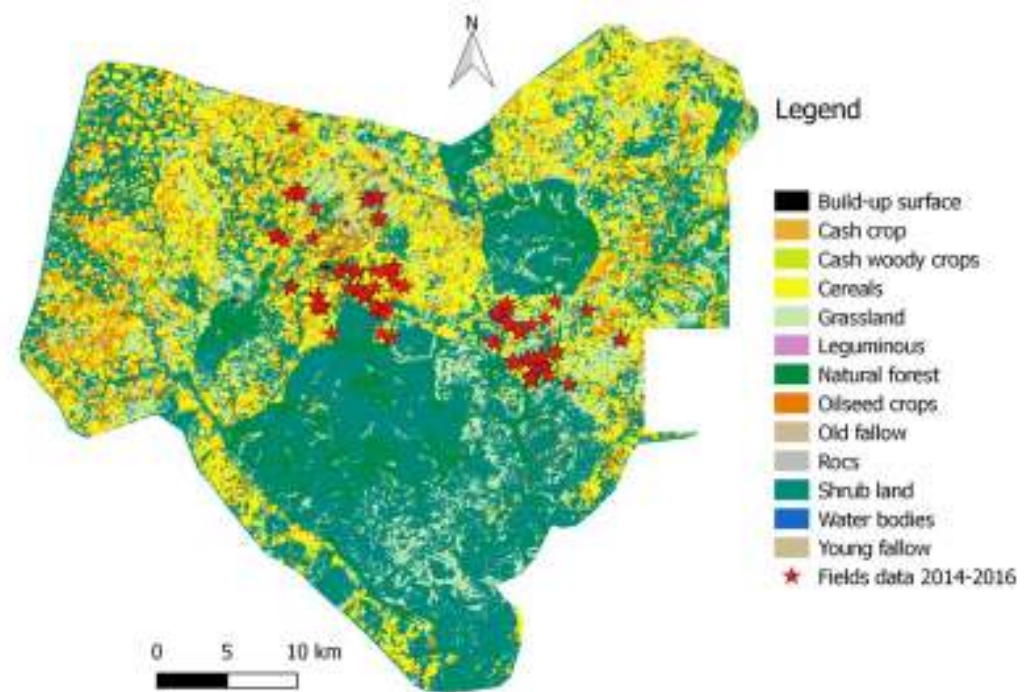 N
Legend
Build-up surface
Cash crop
Cash woody crops
Cereals
Grassland
Leguminous
Natural forest
Oilseed crops
Old fallow
Rocs
Shrub land
Water bodies
Young fallow
Fields data 2014-2016
0 5 10 km